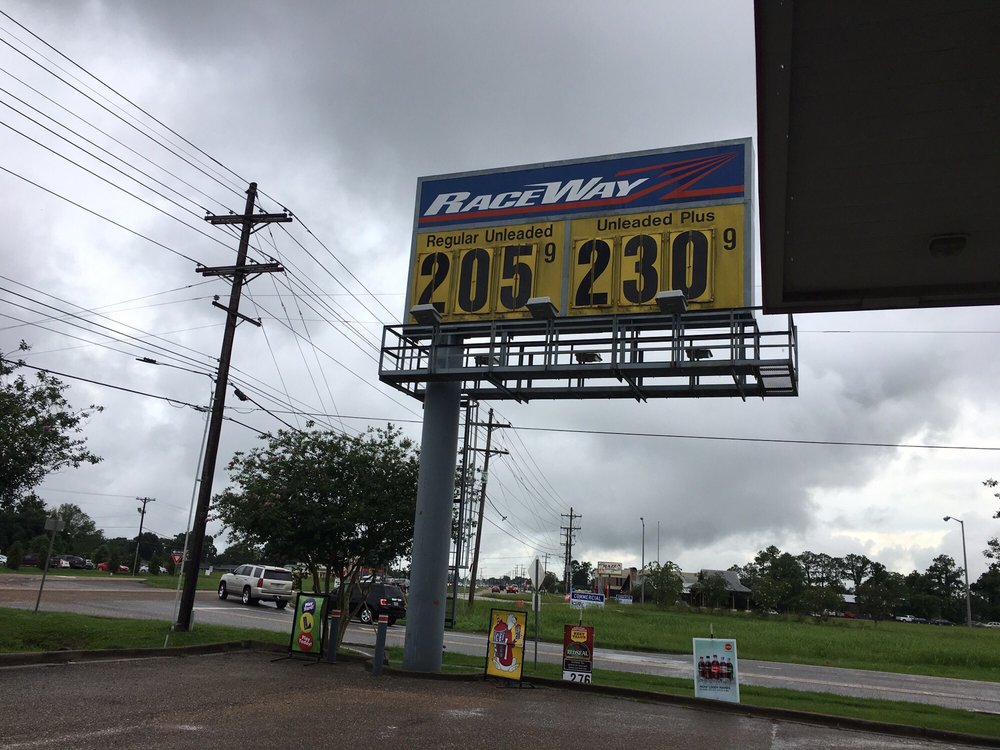 RACEWAY
Regular Unleaded
Unleaded Plus
205 9
230 9
COMMERCIAL
REDSEAL
276